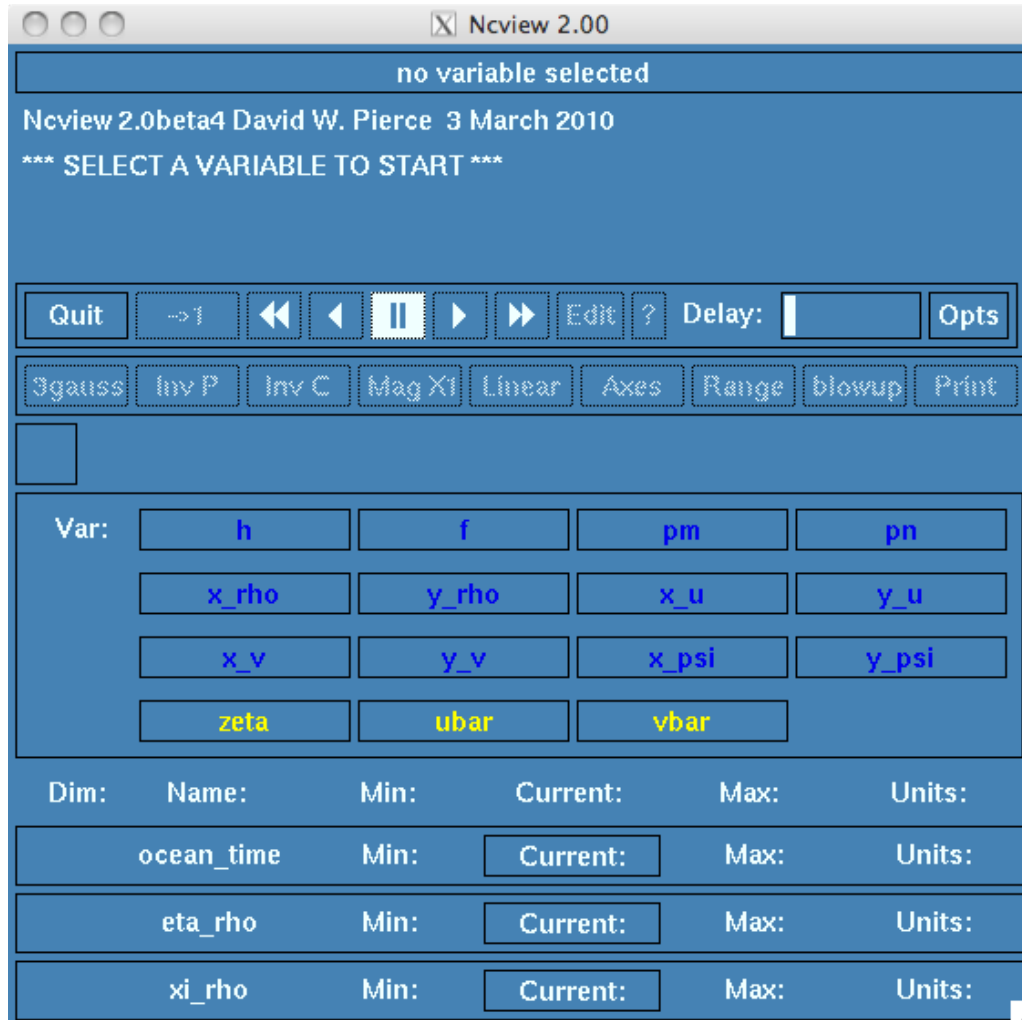 X Ncview 2.00
no variable selected
Ncview 2.0beta4 David W. Pierce 3 March 2010
*** SELECT A VARIABLE TO START ***
Quit ->1 Edit ? Delay: Opts
3gauss Inv P Inv C Mag X1 Linear Axes Range blowup Print
Var: h f pm pn
x_rho y_rho x_u y_u
x_v y_v x_psi y_psi
zeta ubar vbar
Dim: Name: Min: Current: Max: Units:
ocean_time Min: Current: Max: Units:
eta_rho Min: Current: Max: Units:
xi_rho Min: Current: Max: Units: